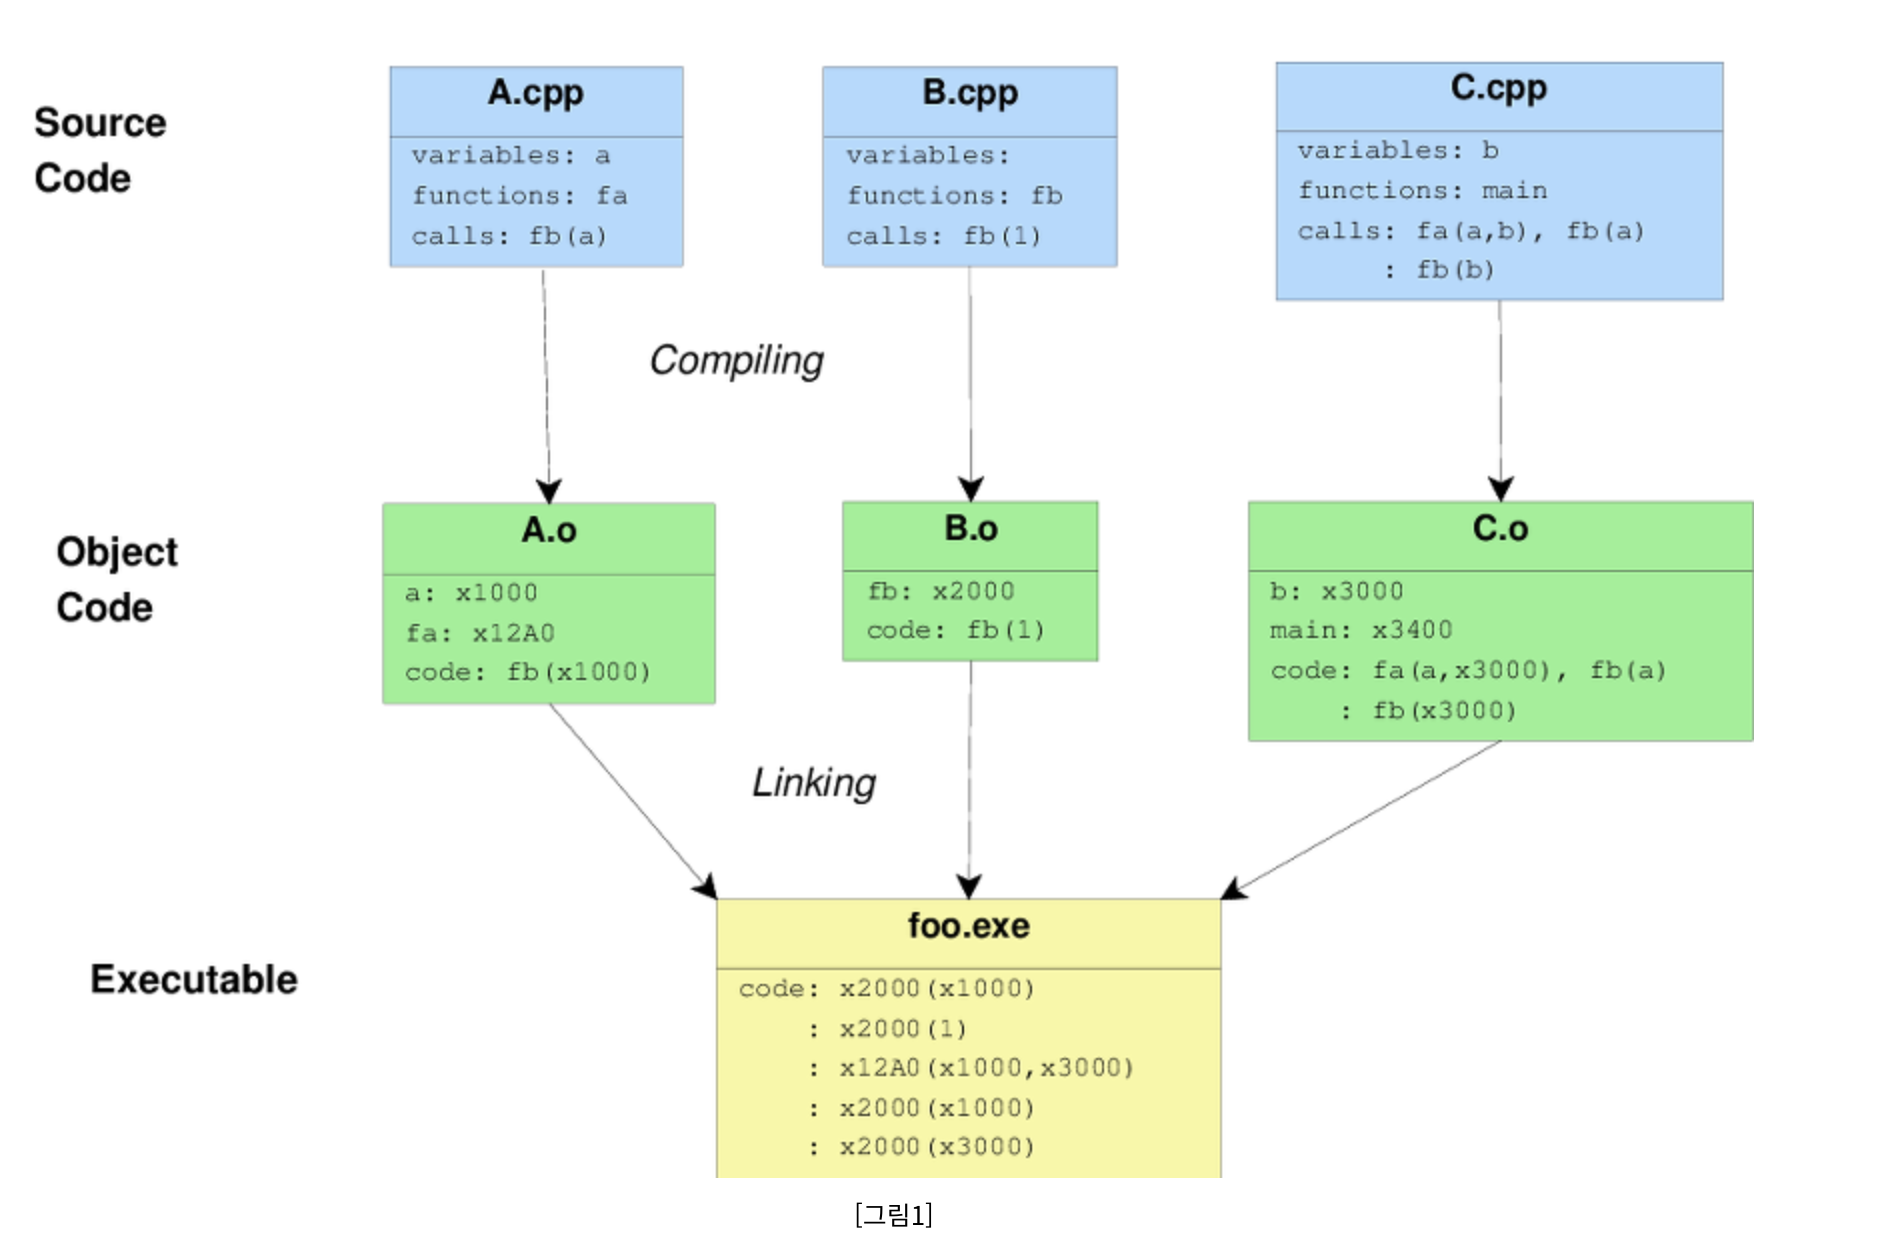 Source
Code
A.cpp
variables: a
functions: fa
calls: fb(a)
B.cpp
variables:
functions: fb
calls: fb(1)
C.cpp
variables: b
functions: main
calls: fa(a,b), fb(a)
: fb(b)
Compiling
Object
Code
A.o
a: x1000
fa: x12A0
code: fb(x1000)
B.o
fb: x2000
code: fb(1)
C.o
b: x3000
main: x3400
code: fa(a,x3000), fb(a)
: fb(x3000)
Linking
Executable
foo.exe
code: x2000(x1000)
: x2000(1)
: x12A0(x1000,x3000)
: x2000(x1000)
: x2000(x3000)
[그림1]